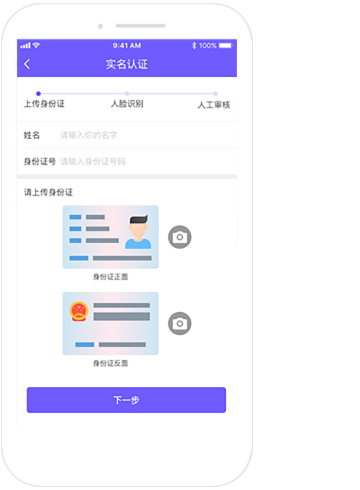 9:41 AM
100%
实名认证
上传身份证
人脸识别
人工审核
姓名 请输入你的名字
身份证号 请输入身份证号码
请上传身份证
身份证正面
身份证反面
下一步